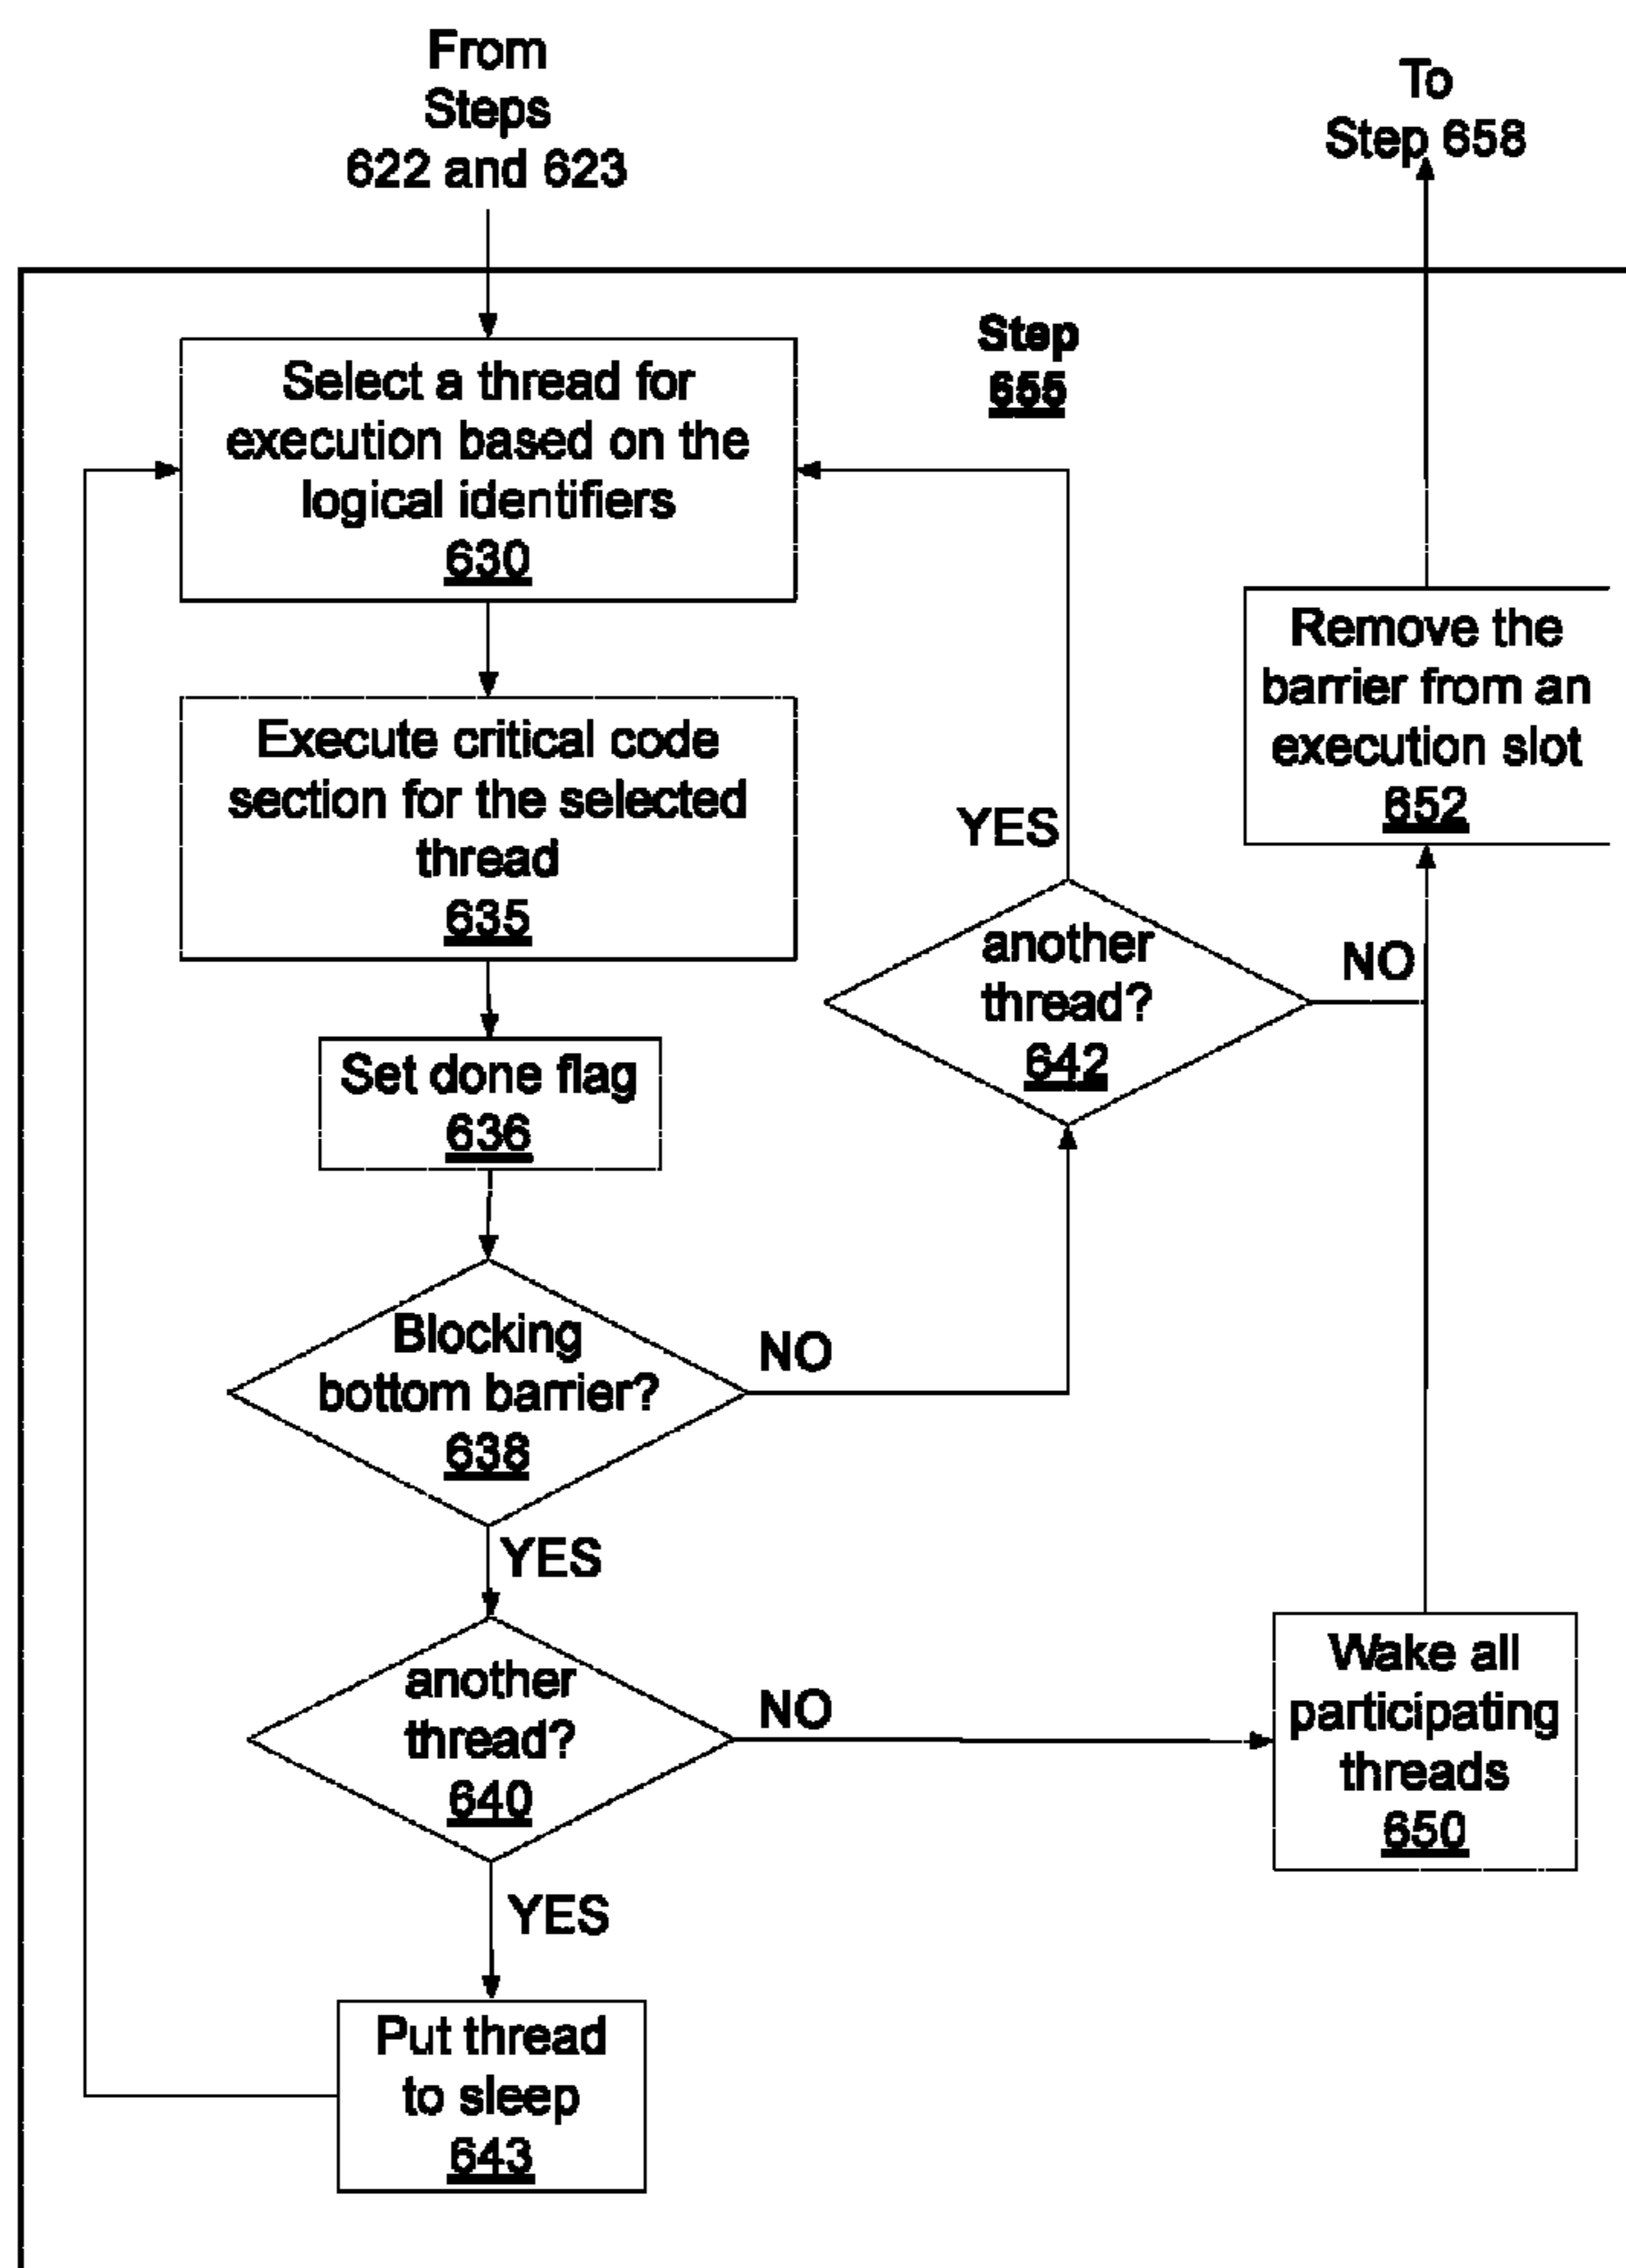 From
Steps
622 and 623
To
Step 658
Step
655
Select a thread for
execution based on the
logical identifiers
630
Remove the
barrier from an
execution slot
652
Execute critical code
section for the selected
thread
635
YES
another
thread?
642
NO
Set done flag
636
Blocking
bottom barrier?
638
NO
YES
another
thread?
640
NO
Wake all
participating
threads
650
YES
Put thread
to sleep
643